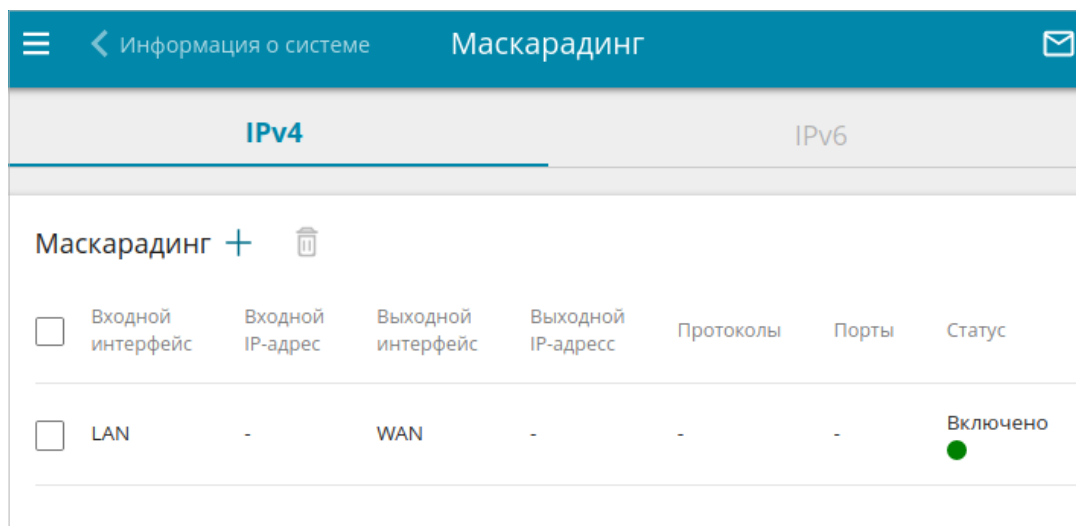 Информация о системе Маскарадинг
IPv4 IPv6
Маскарадинг
Входной интерфейс Входной IP-адрес Выходной интерфейс Выходной IP-адресс Протоколы Порты Статус
LAN - WAN - - - Включено